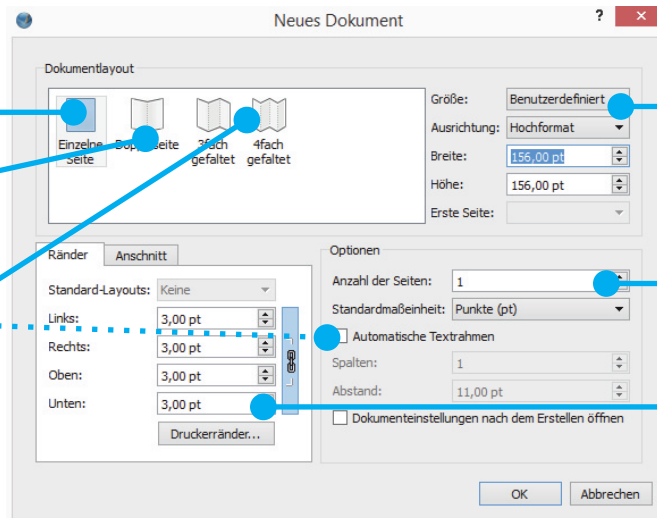 Neues Dokument
?
×
Dokumentlayout
Einzelne Seite
Doppelseite
3fach gefaltet
4fach gefaltet
Größe: Benutzerdefiniert
Ausrichtung: Hochformat
Breite: 156,00 pt
Höhe: 156,00 pt
Erste Seite:
Ränder Anschnitt
Standard-Layouts: Keine
Links: 3,00 pt
Rechts: 3,00 pt
Oben: 3,00 pt
Unten: 3,00 pt
Druckerränder...
Optionen
Anzahl der Seiten: 1
Standardmaßeinheit: Punkte (pt)
Automatische Textrahmen
Spalten: 1
Abstand: 11,00 pt
Dokumenteinstellungen nach dem Erstellen öffnen
OK Abbrechen